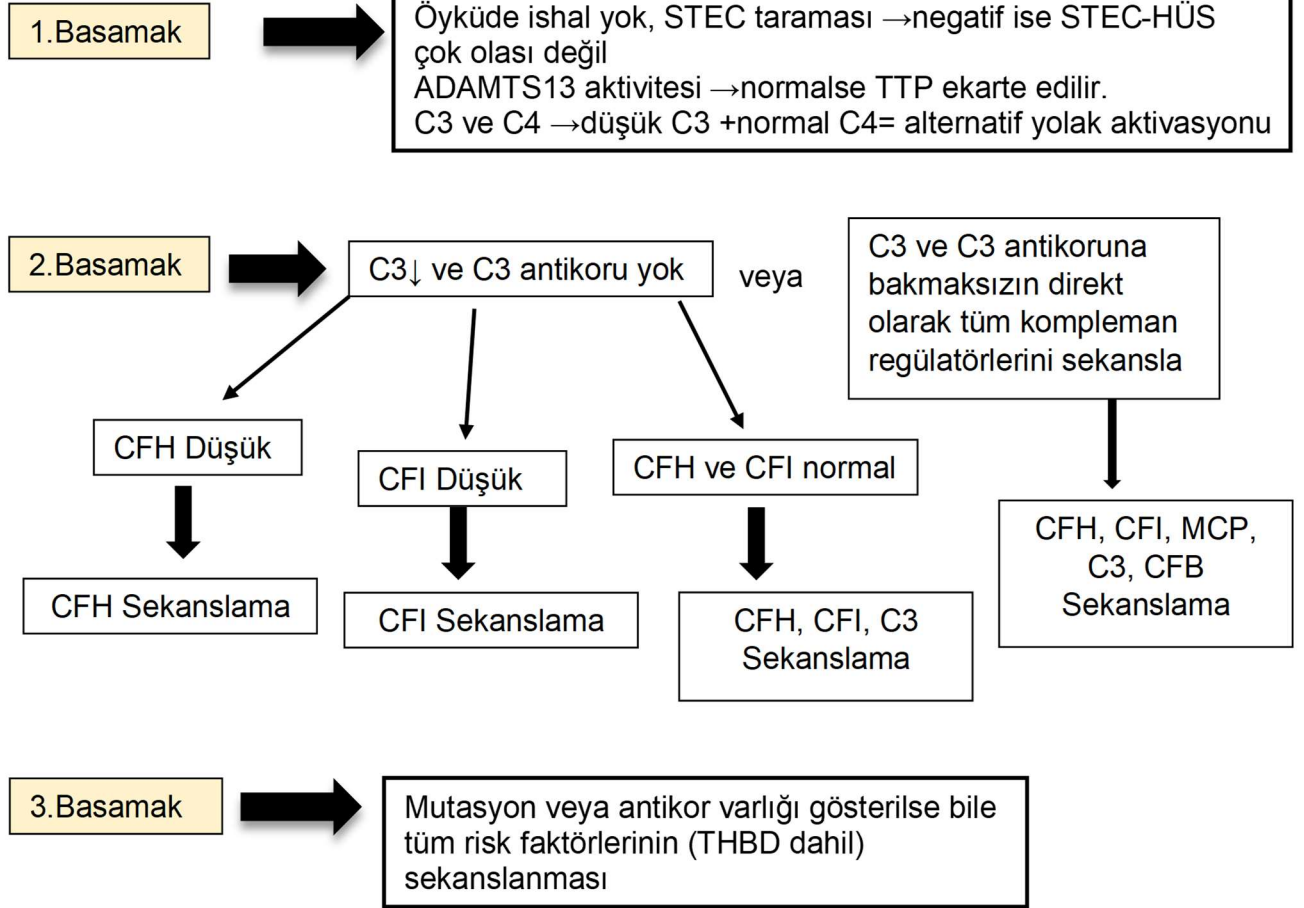 1.Basamak
Öyküde ishal yok, STEC taraması →negatif ise STEC-HÜS
çok olası değil
ADAMTS13 aktivitesi →normalse TTP ekarte edilir.
C3 ve C4 →düşük C3 +normal C4= alternatif yolak aktivasyonu
2.Basamak
C3↓ ve C3 antikoru yok
veya
C3 ve C3 antikoruna
bakmaksızın direkt
olarak tüm kompleman
regülatörlerini sekansla
CFH Düşük
CFI Düşük
CFH ve CFI normal
CFH Sekanslama
CFI Sekanslama
CFH, CFI, C3
Sekanslama
CFH, CFI, MCP,
C3, CFB
Sekanslama
3.Basamak
Mutasyon veya antikor varlığı gösterilse bile
tüm risk faktörlerinin (THBD dahil)
sekanslanması